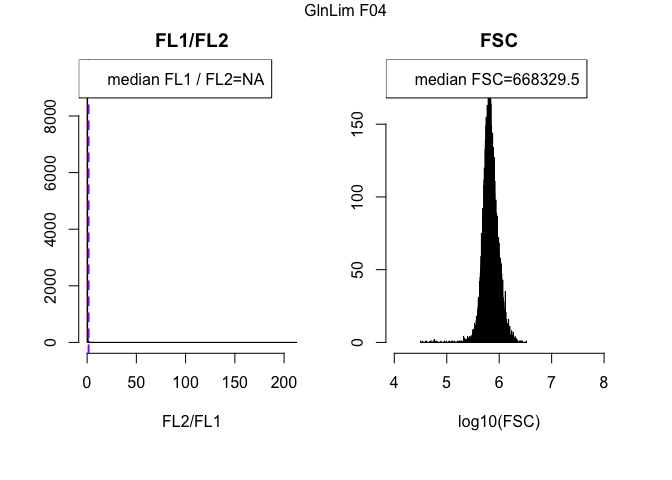 GlnLim F04
FL1/FL2
median FL1 / FL2=NA
0 2000 4000 6000 8000
0 50 100 150 200
FL2/FL1
FSC
median FSC=668329.5
0 50 100 150
4 5 6 7 8
log10(FSC)